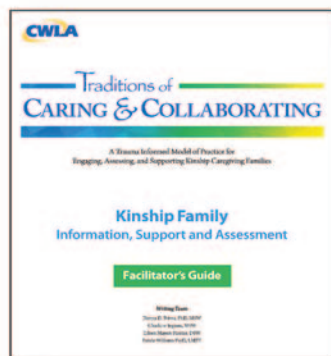 CWLA
Traditions of
CARING & COLLABORATING
A Trauma Informed Model of Practice for
Engaging, Assessing, and Supporting Kinship Caregiving Families
Kinship Family
Information, Support and Assessment
Facilitator's Guide
Writing Team